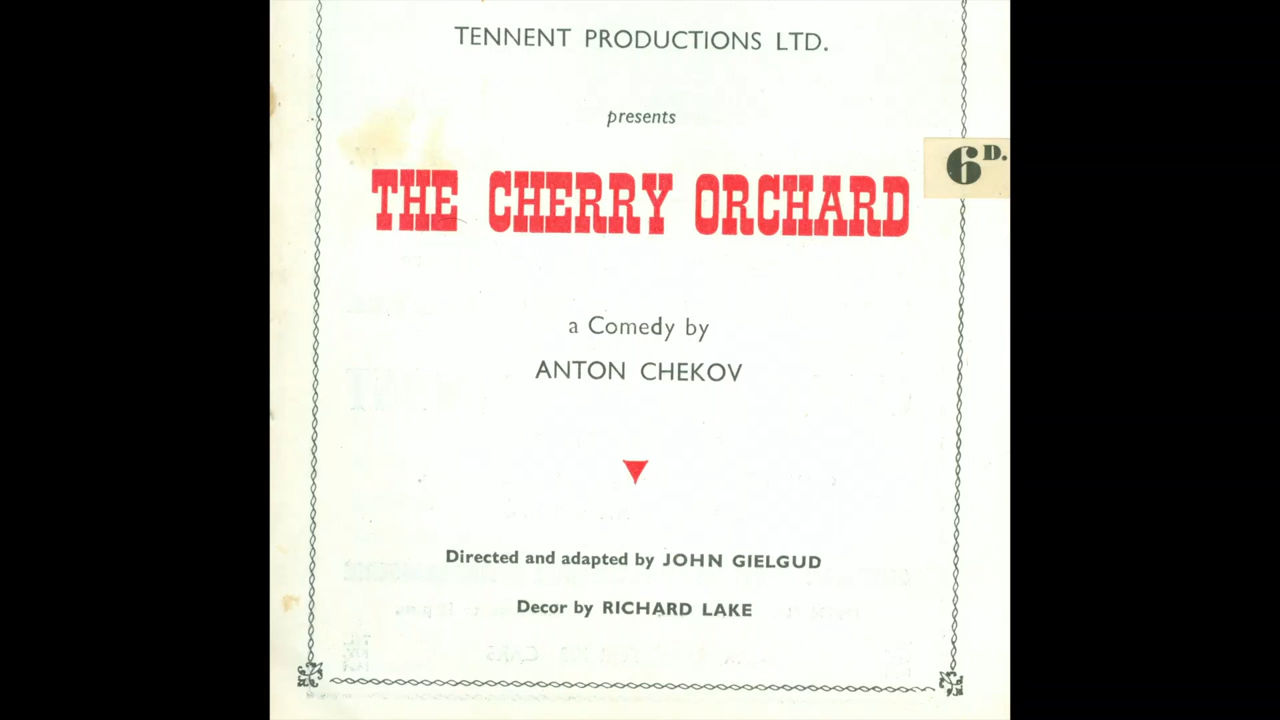 TENNENT PRODUCTIONS LTD.
presents
THE CHERRY ORCHARD
6D.
a Comedy by
ANTON CHEKOV
Directed and adapted by JOHN GIELGUD
Decor by RICHARD LAKE